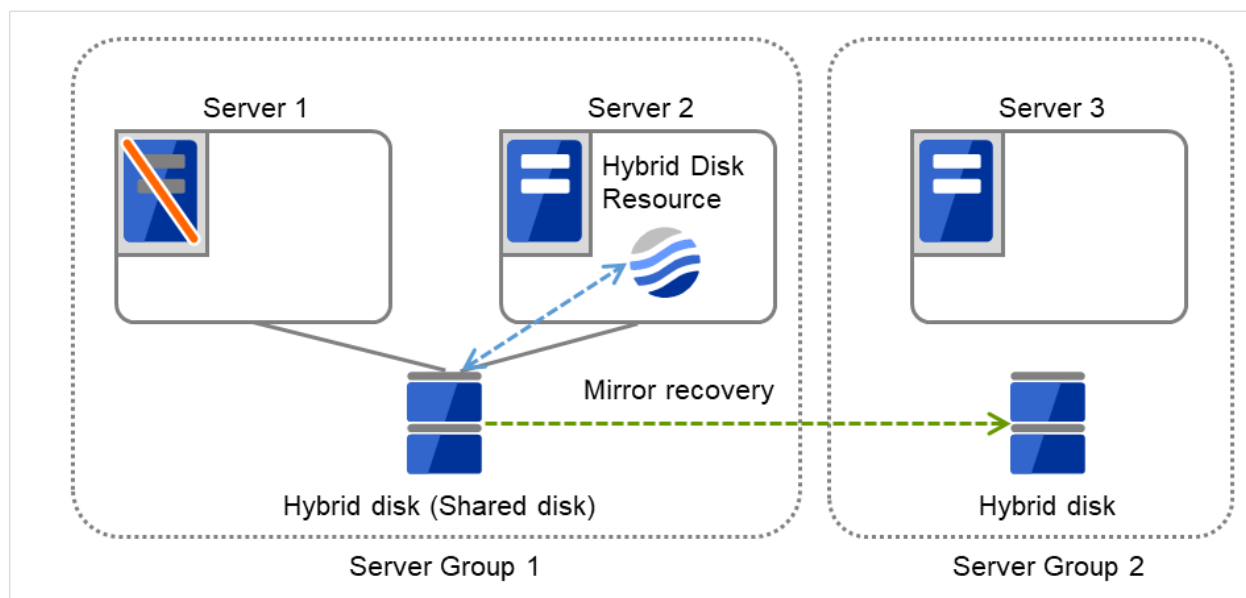 Server 1
Server 2
Server 3
Hybrid Disk
Resource
Mirror recovery
Hybrid disk (Shared disk)
Hybrid disk
Server Group 1
Server Group 2